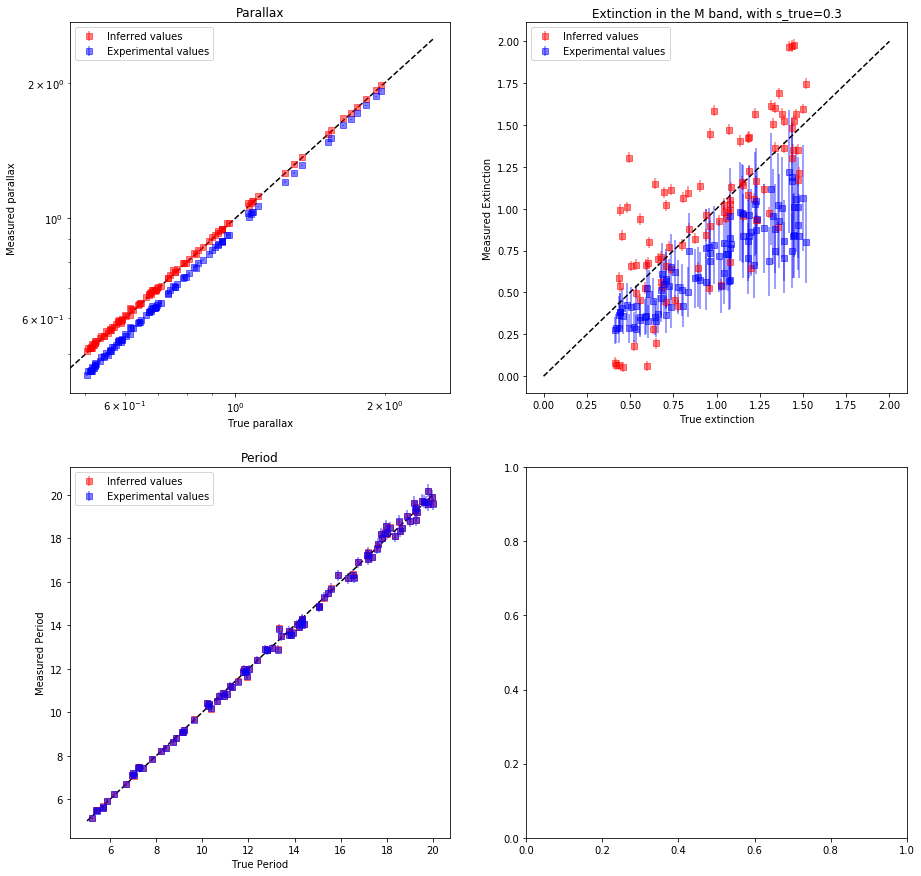 Parallax
Inferred values
Experimental values
2 × 10⁰
10⁰
6 × 10⁻¹
Measured parallax
6 × 10⁻¹
10⁰
2 × 10⁰
True parallax
Extinction in the M band, with s_true=0.3
Inferred values
Experimental values
2.00
1.75
1.50
1.25
1.00
0.75
0.50
0.25
0.00
Measured Extinction
0.00 0.25 0.50 0.75 1.00 1.25 1.50 1.75 2.00
True extinction
Period
Inferred values
Experimental values
20
18
16
14
12
10
8
6
Measured Period
6 8 10 12 14 16 18 20
True Period
1.0
0.8
0.6
0.4
0.2
0.0
0.0 0.2 0.4 0.6 0.8 1.0